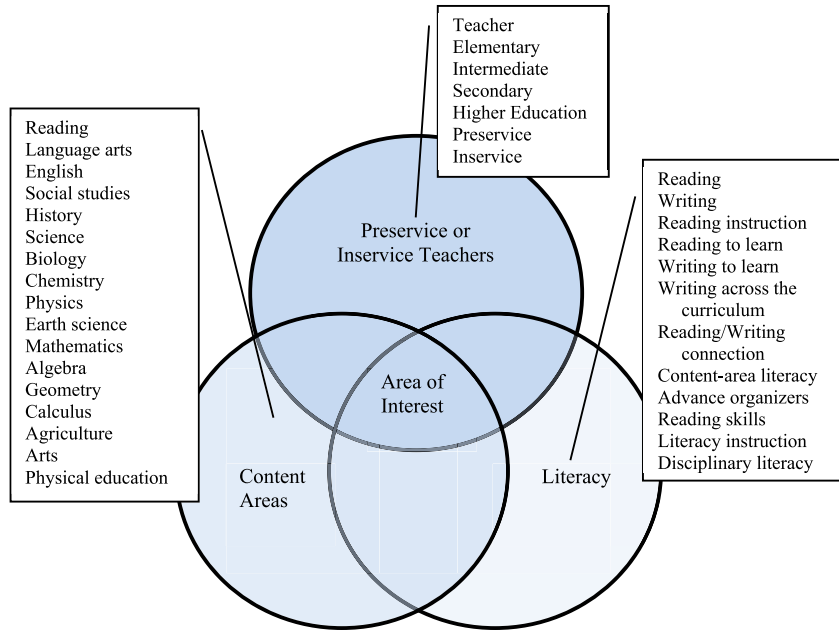 Teacher
Elementary
Intermediate
Secondary
Higher Education
Preservice
Inservice
Reading
Language arts
English
Social studies
History
Science
Biology
Chemistry
Physics
Earth science
Mathematics
Algebra
Geometry
Calculus
Agriculture
Arts
Physical education
Reading
Writing
Reading instruction
Reading to learn
Writing to learn
Writing across the
curriculum
Reading/Writing
connection
Content-area literacy
Advance organizers
Reading skills
Literacy instruction
Disciplinary literacy
Preservice or
Inservice Teachers
Area of
Interest
Content
Areas
Literacy